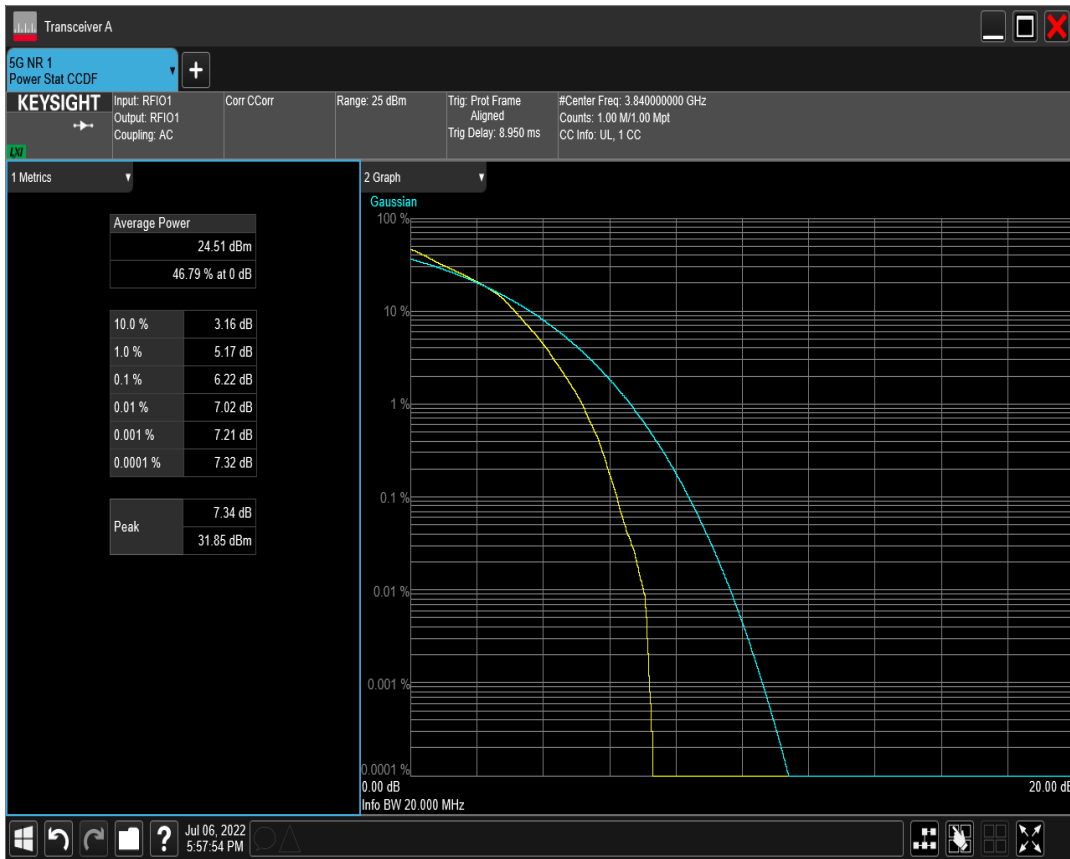 Transceiver A
5G NR 1
Power Stat CCDF
KEYSIGHT
LXI
Input: RFIO1
Output: RFIO1
Coupling: AC
Corr CCorr
Range: 25 dBm
Trig: Prot Frame
Aligned
Trig Delay: 8.950 ms
#Center Freq: 3.840000000 GHz
Counts: 1.00 M/1.00 Mpt
CC Info: UL, 1 CC
1 Metrics
Average Power
24.51 dBm
46.79 % at 0 dB
10.0 % 3.16 dB
1.0 % 5.17 dB
0.1 % 6.22 dB
0.01 % 7.02 dB
0.001 % 7.21 dB
0.0001 % 7.32 dB
Peak
7.34 dB
31.85 dBm
2 Graph
Gaussian
100 %
10 %
1 %
0.1 %
0.01 %
0.001 %
0.0001 %
0.00 dB 20.00 dB
Info BW 20.000 MHz
Jul 06, 2022
5:57:54 PM